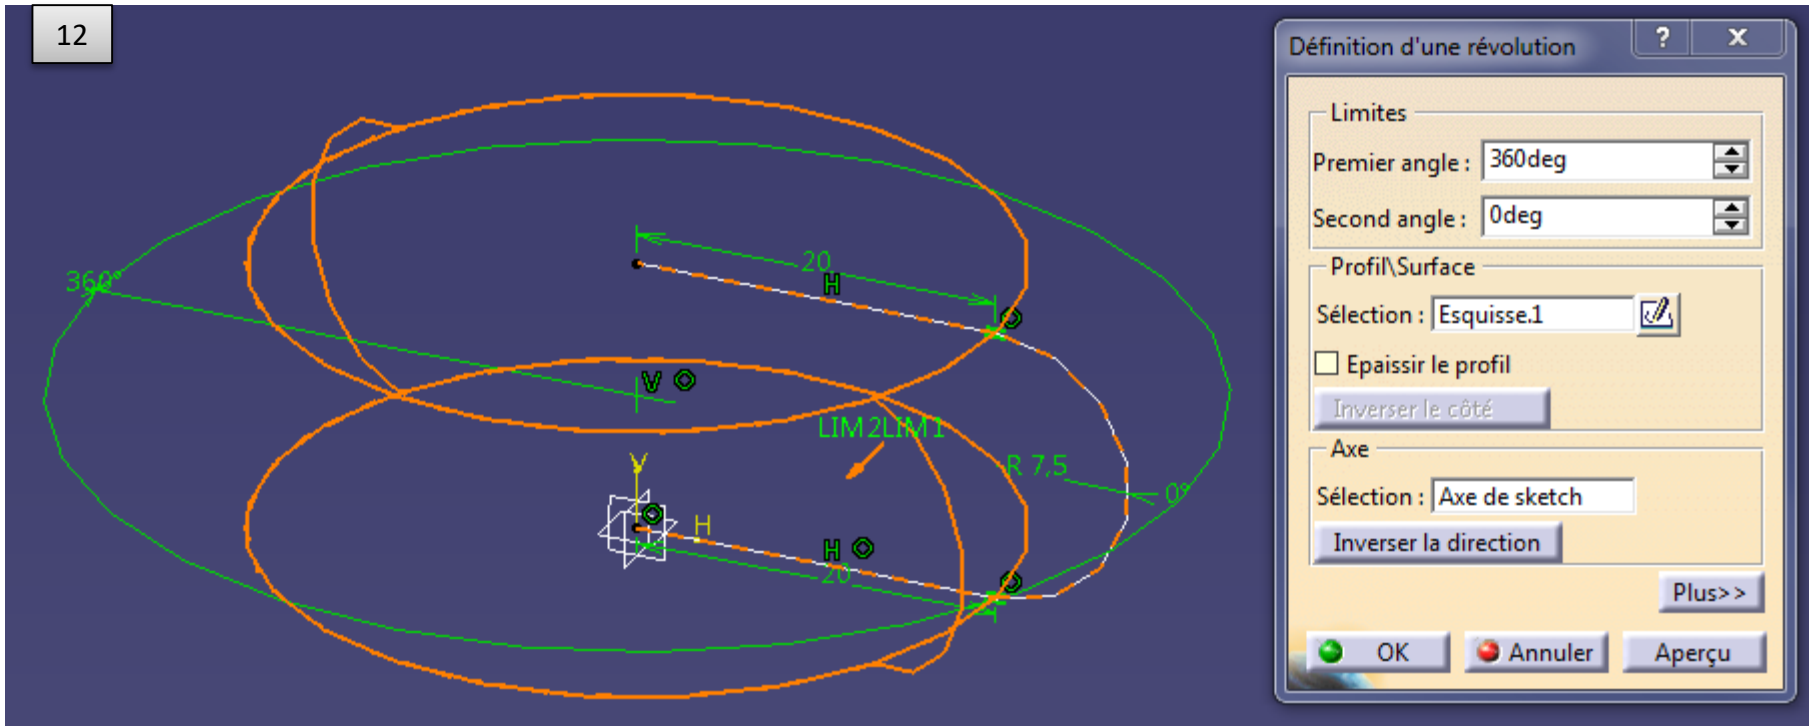 12
360°
20
H
V
LIM2LIM1
R 7,5
0°
y
H
H
20
Définition d'une révolution
? X
Limites
Premier angle : 360deg
Second angle : 0deg
Profil\Surface
Sélection : Esquisse.1
Epaissir le profil
Inverser le côté
Axe
Sélection : Axe de sketch
Inverser la direction
Plus>>
OK Annuler Aperçu